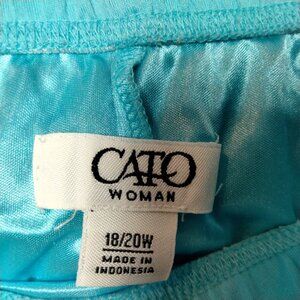 CATO
WOMAN
18/20W
MADE IN
INDONESIA